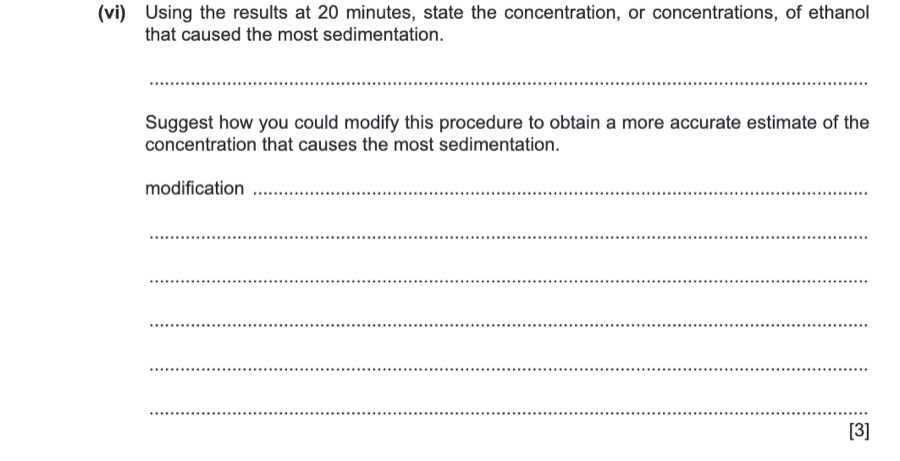 (vi) Using the results at 20 minutes, state the concentration, or concentrations, of ethanol
that caused the most sedimentation.
Suggest how you could modify this procedure to obtain a more accurate estimate of the
concentration that causes the most sedimentation.
modification
[3]